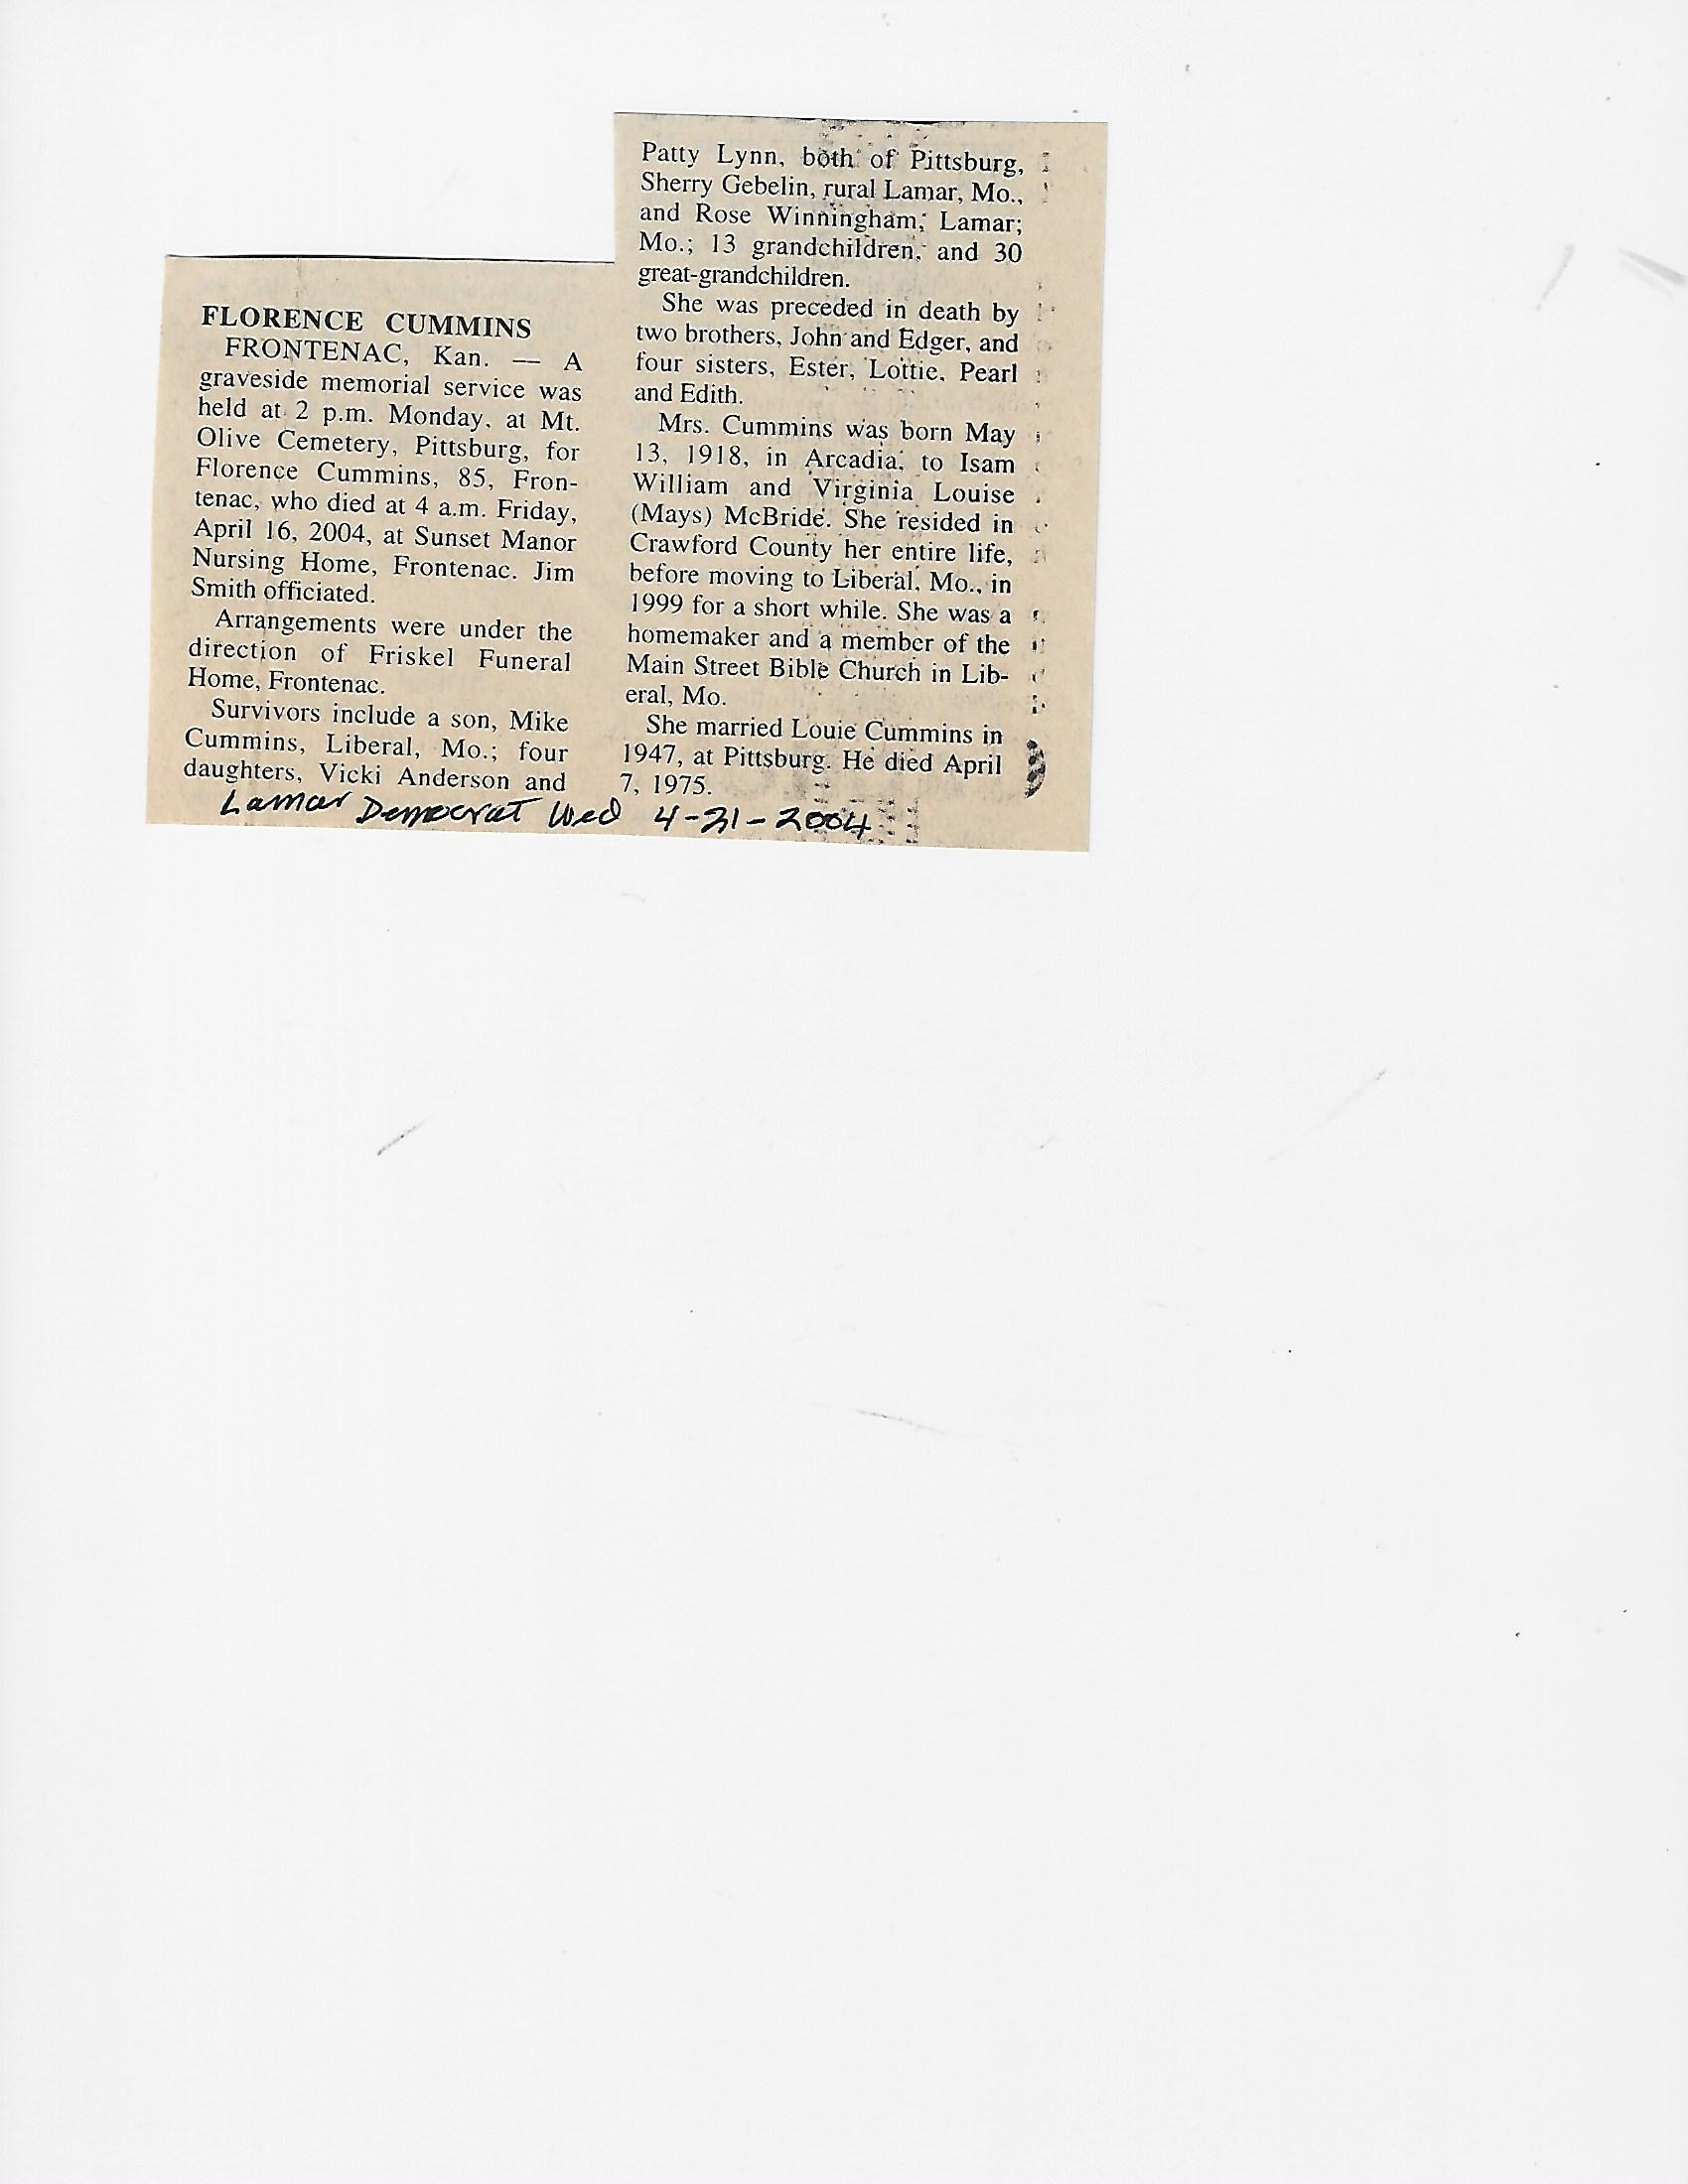 FLORENCE CUMMINS
FRONTENAC, Kan. — A
graveside memorial service was
held at 2 p.m. Monday, at Mt.
Olive Cemetery, Pittsburg, for
Florence Cummins, 85, Fron-
tenac, who died at 4 a.m. Friday,
April 16, 2004, at Sunset Manor
Nursing Home, Frontenac. Jim
Smith officiated.
Arrangements were under the
direction of Friskel Funeral
Home, Frontenac.
Survivors include a son, Mike
Cummins, Liberal, Mo.; four
daughters, Vicki Anderson and
Patty Lynn, both of Pittsburg,
Sherry Gebelin, rural Lamar, Mo.,
and Rose Winningham, Lamar;
Mo.; 13 grandchildren, and 30
great-grandchildren.
She was preceded in death by
two brothers, John and Edger, and
four sisters, Ester, Lottie, Pearl
and Edith.
Mrs. Cummins was born May
13, 1918, in Arcadia, to Isam
William and Virginia Louise
(Mays) McBride. She resided in
Crawford County her entire life,
before moving to Liberal, Mo., in
1999 for a short while. She was a
homemaker and a member of the
Main Street Bible Church in Lib-
eral, Mo.
She married Louie Cummins in
1947, at Pittsburg. He died April
7, 1975.
Lamar Democrat Wed 4-21-2004